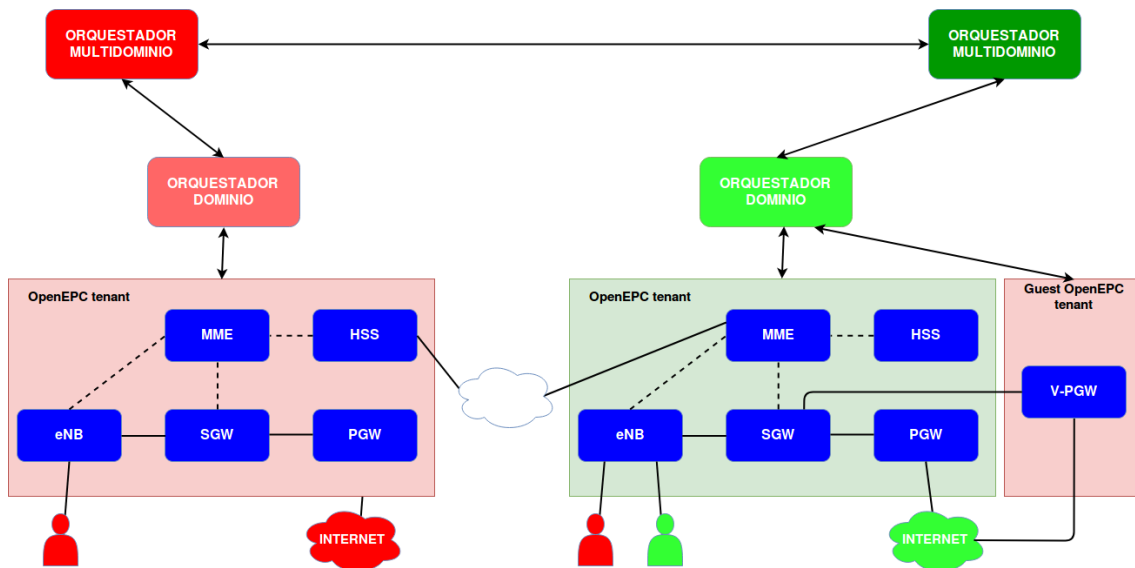 ORQUESTADOR
MULTIDOMINIO
ORQUESTADOR
MULTIDOMINIO
ORQUESTADOR
DOMINIO
ORQUESTADOR
DOMINIO
OpenEPC tenant
MME
HSS
eNB
SGW
PGW
INTERNET
OpenEPC tenant
MME
HSS
eNB
SGW
PGW
INTERNET
Guest OpenEPC
tenant
V-PGW